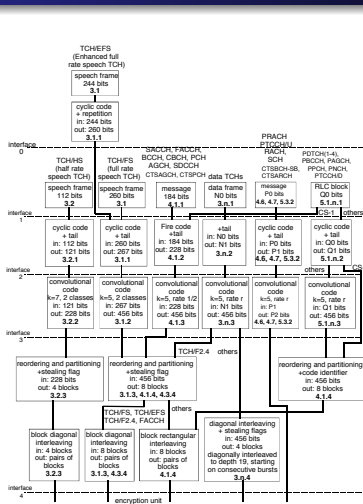 TCH/EFS
(Enhanced full
rate speech TCH)
speech frame
244 bits
3.1
cyclic code
+ repetition
in: 244 bits
out: 260 bits
3.1.1
interface
0
TCH/HS
(half rate
speech TCH)
speech frame
112 bits
3.2
TCH/FS
(full rate
speech TCH)
speech frame
260 bits
3.1
SACCH, FACCH,
BCCH, CBCH, PCH
AGCH, SDCCH
CTSAGCH, CTSPCH
message
184 bits
4.1.1
data TCHs
data frame
N0 bits
3.n.1
PRACH
PTCCH/U
RACH,
SCH
CTSBCH-SB,
CTSARCH
message
P0 bits
4.6, 4.7, 5.3.2
PDTCH(1-4),
PBCCH, PAGCH,
PPCH, PNCH,
PTCCH/D
RLC block
Q0 bits
5.1.n.1
CS-1
others
interface
1
cyclic code
+ tail
in: 112 bits
out: 121 bits
3.2.1
cyclic code
+ tail
in: 260 bits
out: 267 bits
3.1.1
Fire code
+tail
in: 184 bits
out: 228 bits
4.1.2
+tail
in: N0 bits
out: N1 bits
3.n.2
cyclic code
+ tail
in: P0 bits
out: P1 bits
4.6, 4.7, 5.3.2
cyclic code
+ tail
in: Q0 bits
out: Q1 bits
5.1.n.2
others
CS
interface
2
convolutional
code
k=7, 2 classes
in: 121 bits
out: 228 bits
3.2.2
convolutional
code
k=5, 2 classes
in: 267 bits
out: 456 bits
3.1.2
convolutional
code
k=5, rate 1/2
in: 228 bits
out: 456 bits
4.1.3
convolutional
code
k=5, rate r
in: N1 bits
out: 456 bits
3.n.3
convolutional
code
k=5, rate r
in: P1
out: P2 bits
4.6, 4.7, 5.3.2
convolutional
code
k=5, rate r
in: Q1 bits
out: 456 bits
5.1.n.3
interface
3
TCH/F2.4
others
reordering and partitioning
+stealing flag
in: 228 bits
out: 4 blocks
3.2.3
reordering and partitioning
+stealing flag
in: 456 bits
out: 8 blocks
3.1.3, 4.1.4, 4.3.4
reordering and partitioning
+code identifier
in: 456 bits
out: 8 blocks
4.1.4
TCH/FS, TCH/EFS
TCH/F2.4, FACCH
others
block diagonal
interleaving
in: 4 blocks
out: pairs of
blocks
3.2.3
block diagonal
interleaving
in: 8 blocks
out: pairs of
blocks
3.1.3, 4.3.4
block rectangular
interleaving
in: 8 blocks
out: pairs of
blocks
4.1.4
diagonal interleaving
+ stealing flags
in: 456 bits
out: 4 blocks
diagonally interleaved
to depth 19, starting
on consecutive bursts
3.n.4
interface
4
encryption unit